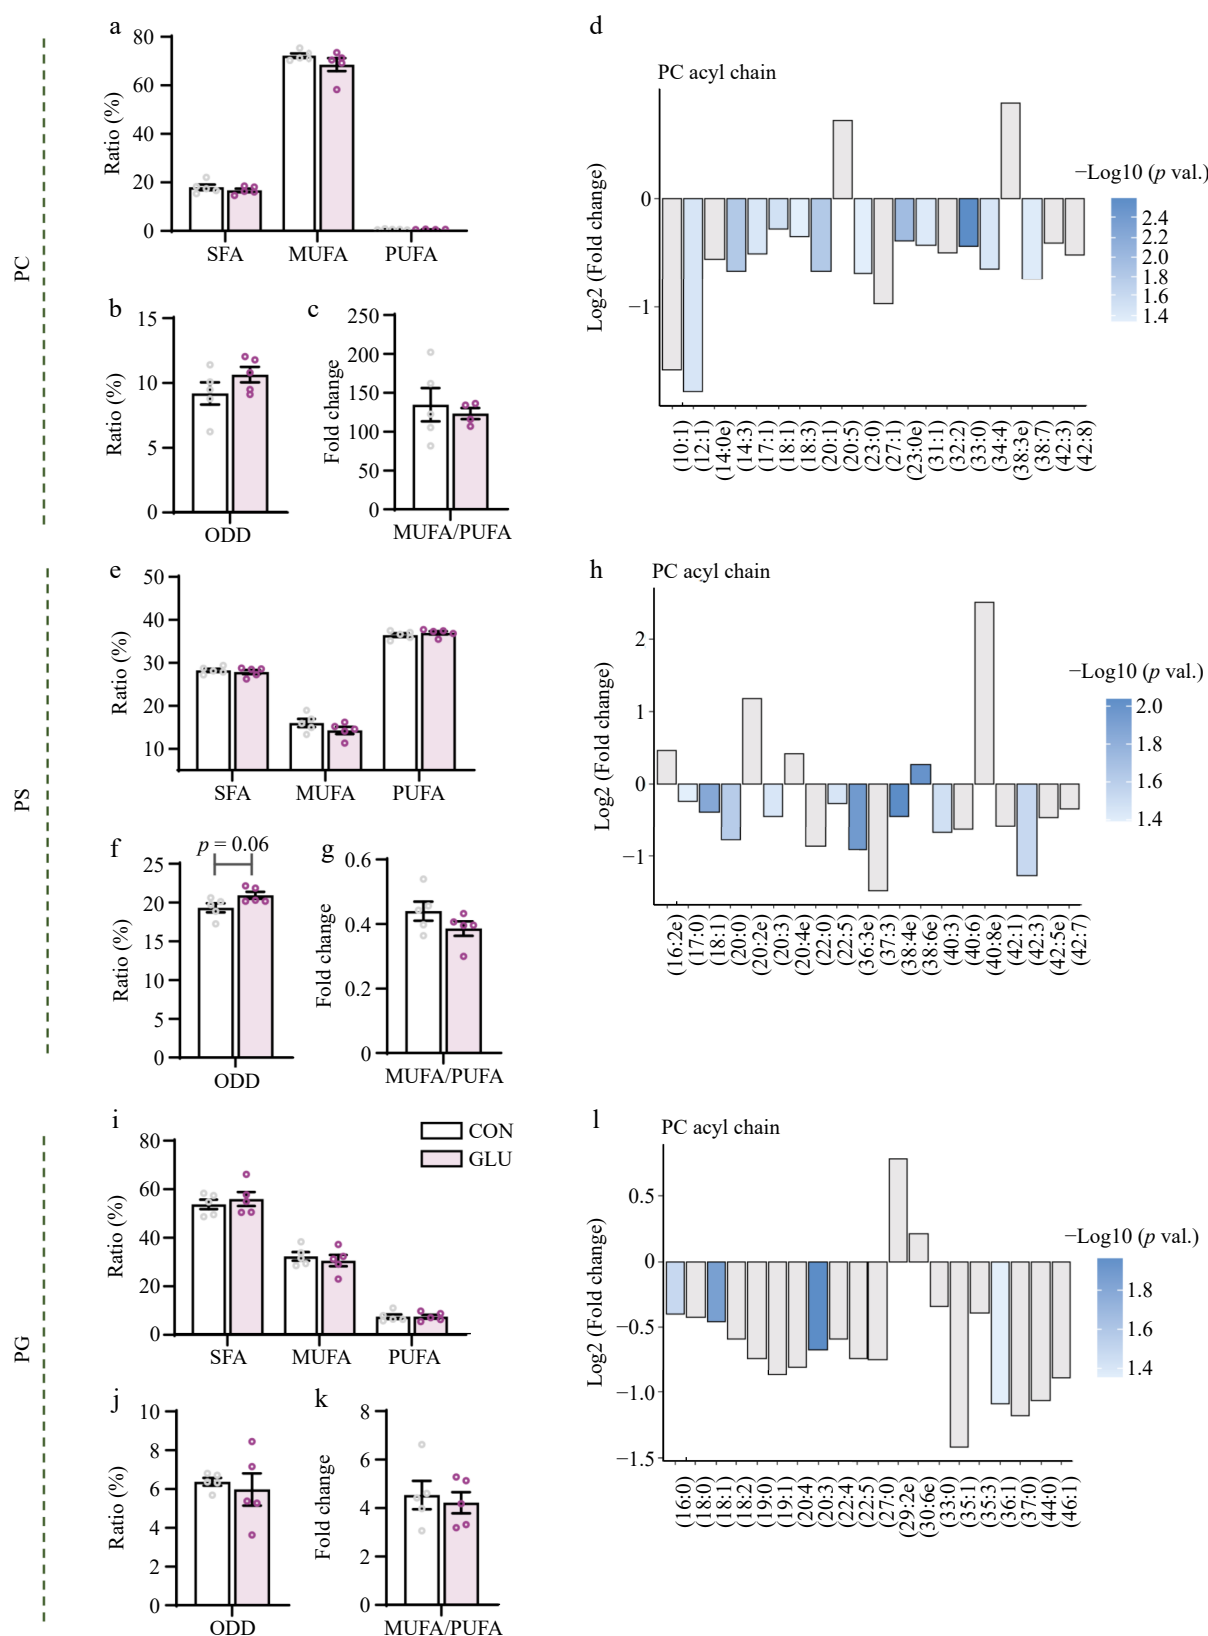 PC
a
Ratio (%)
80
60
40
20
0
SFA MUFA PUFA
b
Ratio (%)
15
10
5
0
ODD
c
Fold change
250
200
150
100
50
0
MUFA/PUFA
d
PC acyl chain
Log2 (Fold change)
0
−1
(10:1) (12:1) (14:0e) (14:3) (17:1) (18:1) (18:3) (20:1) (20:5) (23:0) (27:1) (23:0e) (31:1) (32:2) (33:0) (34:4) (38:3e) (38:7) (42:3) (42:8)
−Log10 (p val.)
2.4
2.2
2.0
1.6
1.4
PS
e
Ratio (%)
50
40
30
20
10
SFA MUFA PUFA
f
p = 0.06
Ratio (%)
25
20
15
10
5
0
ODD
g
Fold change
0.6
0.4
0.2
0
MUFA/PUFA
h
PC acyl chain
Log2 (Fold change)
2
1
0
−1
(16:2e) (17:0) (18:1) (20:0) (20:2e) (20:3) (20:4e) (22:0) (22:5) (36:3e) (37:3) (38:4e) (38:6e) (40:3) (40:6) (40:8e) (42:1) (42:3) (42:5e) (42:7)
−Log10 (p val.)
2.0
1.8
1.6
1.4
PG
i
CON
GLU
Ratio (%)
80
60
40
20
0
SFA MUFA PUFA
j
Ratio (%)
10
8
6
4
2
0
ODD
k
Fold change
8
6
4
2
0
MUFA/PUFA
l
PC acyl chain
Log2 (Fold change)
0.5
0
−0.5
−1.0
−1.5
(16:0) (18:0) (18:1) (18:2) (19:0) (19:1) (20:4) (20:3) (22:4) (22:5) (27:0) (29:2e) (30:6e) (33:0) (35:1) (35:3) (36:1) (37:0) (44:0) (46:1)
−Log10 (p val.)
1.8
1.6
1.4